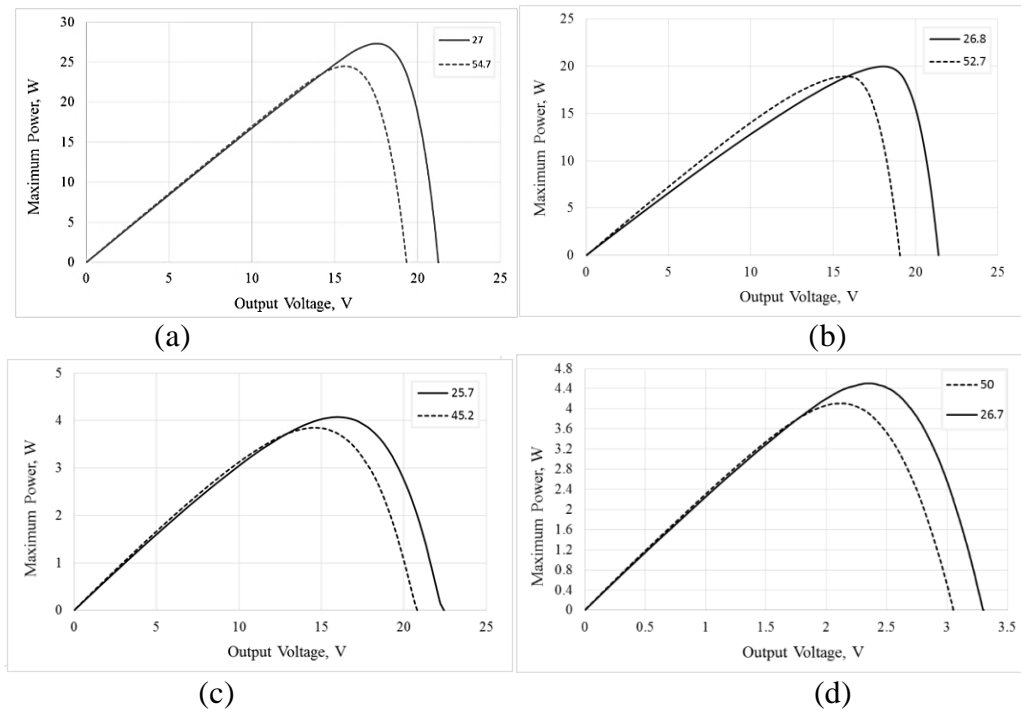 30
25
20
15
10
5
0
Maximum Power, W
27
54.7
0 5 10 15 20 25
Output Voltage, V
(a)
25
20
15
10
5
0
Maximum Power, W
26.8
52.7
0 5 10 15 20 25
Output Voltage, V
(b)
5
4
3
2
1
0
Maximum Power, W
25.7
45.2
0 5 10 15 20 25
Output Voltage, V
(c)
4.8
4.4
4
3.6
3.2
2.8
2.4
2
1.6
1.2
0.8
0.4
0
Maximum Power, W
50
26.7
0 0.5 1 1.5 2 2.5 3 3.5
Output Voltage, V
(d)